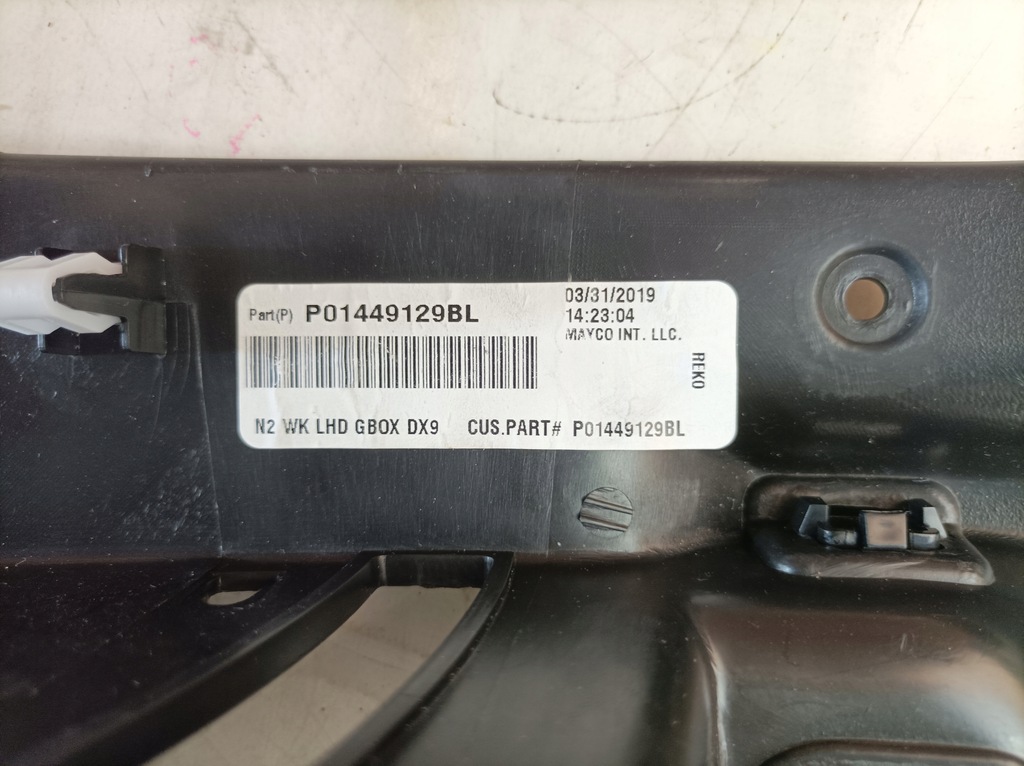 Part(P) P01449129BL
03/31/2019
14:23:04
MAYCO INT. LLC.
REKO
N2 WK LHD GBOX DX9 CUS.PART# P01449129BL